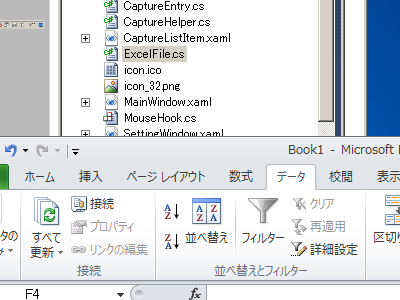 CaptureEntry.cs
CaptureHelper.cs
CaptureListItem.xaml
ExcelFile.cs
icon.ico
icon_32.png
MainWindow.xaml
MouseHook.cs
SettingWindow.xaml
Book1 - Microsoft
ホーム 挿入 ページ レイアウト 数式 データ 校閲 表示
すべて
更新
接続
プロパティ
リンクの編集
接続
並べ替え
フィルター
クリア
再適用
詳細設定
並べ替えとフィルター
区切り
F4
fx